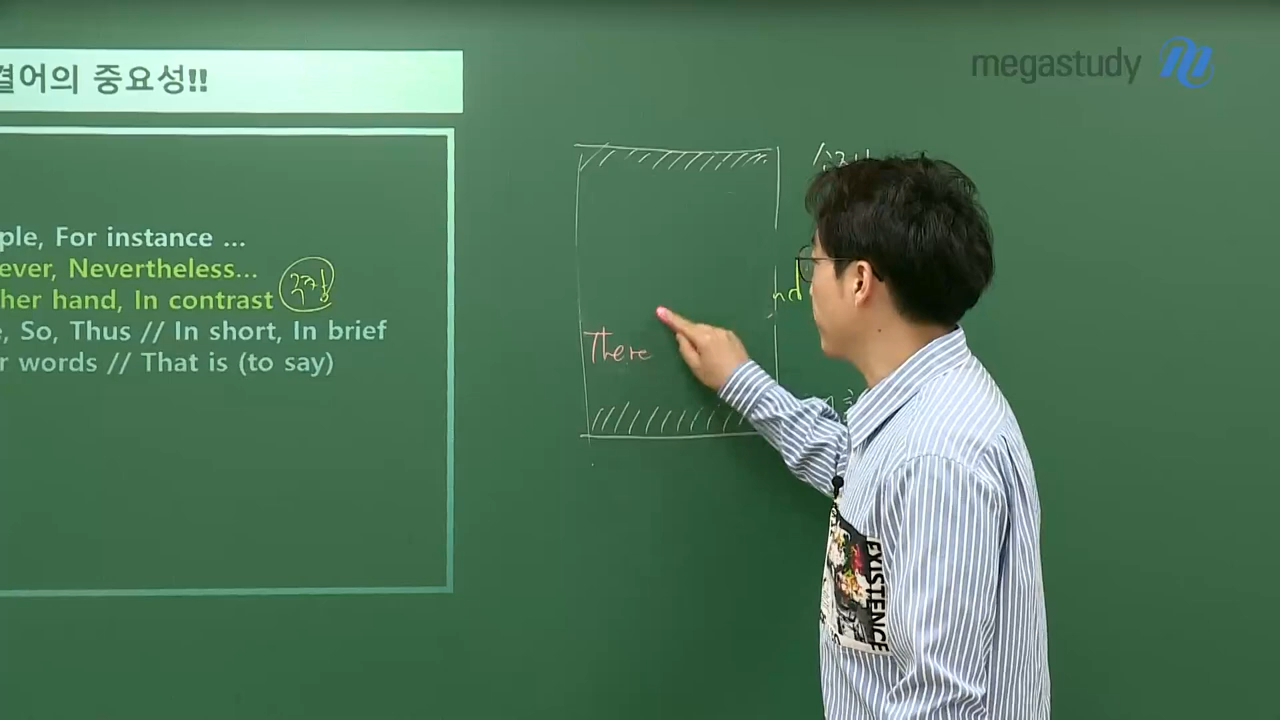 megastudy
결어의 중요성!!
ple, For instance ...
ever, Nevertheless...
her hand, In contrast
e, So, Thus // In short, In brief
r words // That is (to say)
nd
There
EXISTENCE